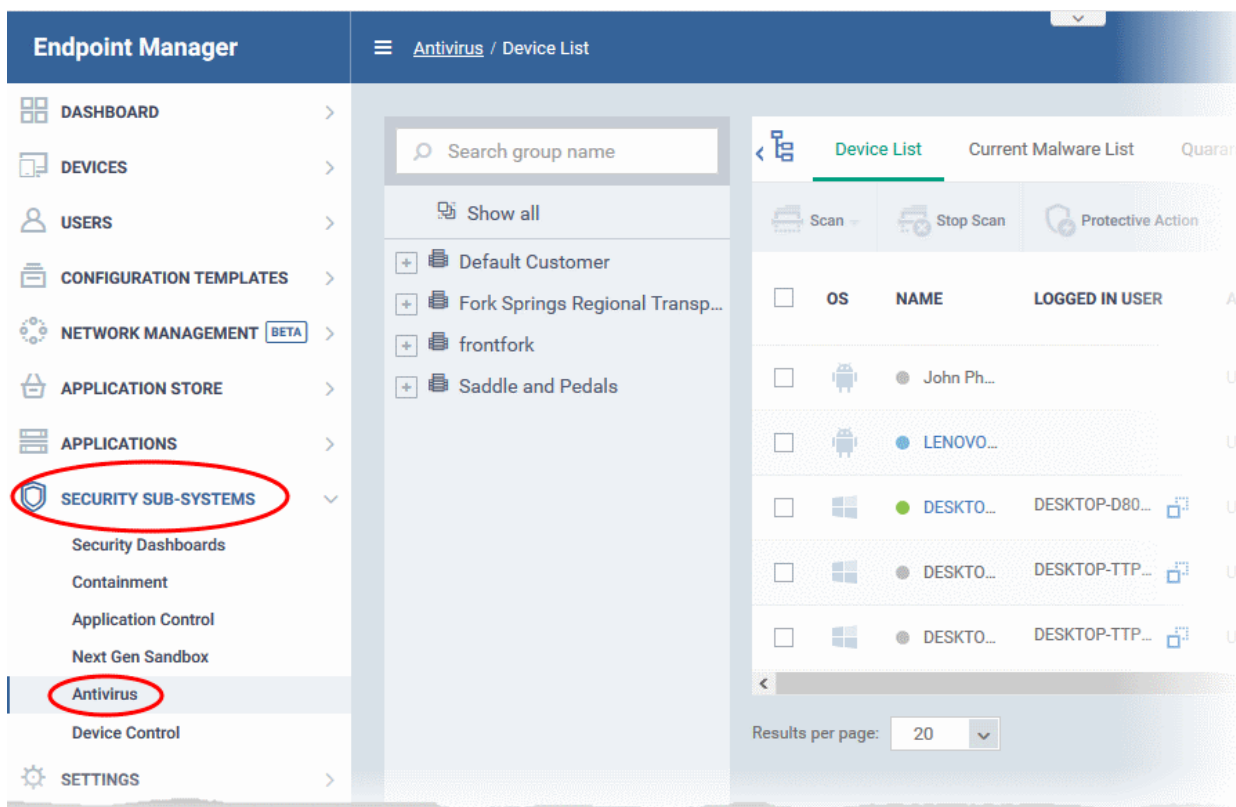 Endpoint Manager
Antivirus / Device List
DASHBOARD
DEVICES
USERS
CONFIGURATION TEMPLATES
NETWORK MANAGEMENT BETA
APPLICATION STORE
APPLICATIONS
SECURITY SUB-SYSTEMS
Security Dashboards
Containment
Application Control
Next Gen Sandbox
Antivirus
Device Control
SETTINGS
Search group name
Show all
Default Customer
Fork Springs Regional Transp...
frontfork
Saddle and Pedals
Device List Current Malware List
Scan Stop Scan Protective Action
OS NAME LOGGED IN USER
John Ph...
LENOVO...
DESKTO... DESKTOP-D80...
DESKTO... DESKTOP-TTP...
DESKTO... DESKTOP-TTP...
Results per page: 20